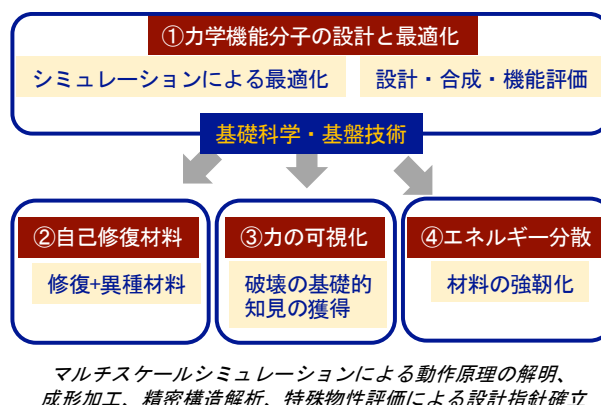 ①力学機能分子の設計と最適化
シミュレーションによる最適化
設計・合成・機能評価
基礎科学・基盤技術
②自己修復材料
修復+異種材料
③力の可視化
破壊の基礎的
知見の獲得
④エネルギー分散
材料の強靭化
マルチスケールシミュレーションによる動作原理の解明、
成形加工、精密構造解析、特殊物性評価による設計指針確立